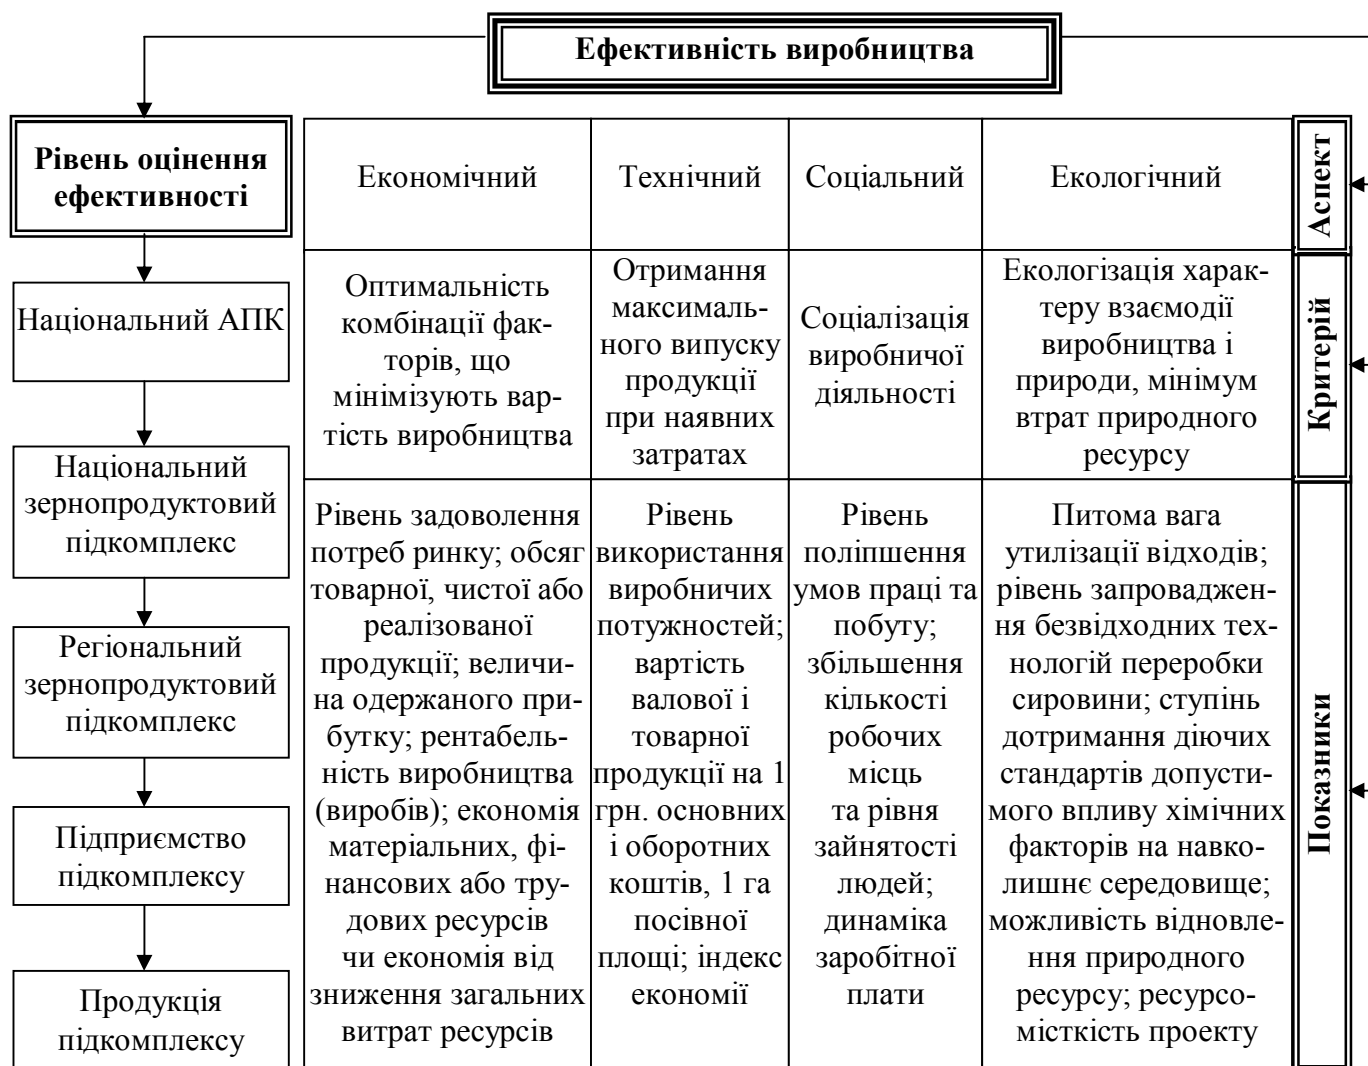 Ефективність виробництва
Рівень оцінення
ефективності
Національний АПК
Національний
зернопродуктовий
підкомплекс
Регіональний
зернопродуктовий
підкомплекс
Підприємство
підкомплексу
Продукція
підкомплексу
Економічний
Технічний
Соціальний
Екологічний
Аспект
Оптимальність
комбінації фак-
торів, що
мінімізують вар-
тість виробництва
Отримання
максималь-
ного випуску
продукції
при наявних
затратах
Соціалізація
виробничої
діяльності
Екологізація харак-
теру взаємодії
виробництва і
природи, мінімум
втрат природного
ресурсу
Критерій
Рівень задоволення
потреб ринку; обсяг
товарної, чистої або
реалізованої
продукції; величи-
на одержаного при-
бутку; рентабель-
ність виробництва
(виробів); економія
матеріальних, фі-
нансових або тру-
дових ресурсів
чи економія від
зниження загальних
витрат ресурсів
Рівень
використання
виробничих
потужностей;
вартість
валової і
товарної
продукції на 1
грн. основних
і оборотних
коштів, 1 га
посівної
площі; індекс
економії
Рівень
поліпшення
умов праці та
побуту;
збільшення
кількості
робочих
місць
та рівня
зайнятості
людей;
динаміка
заробітної
плати
Питома вага
утилізації відходів;
рівень запроваджен-
ня безвідходних тех-
нологій переробки
сировини; ступінь
дотримання діючих
стандартів допусти-
мого впливу хімічних
факторів на навко-
лишнє середовище;
можливість відновле-
ння природного
ресурсу; ресурсо-
місткість проекту
Показники